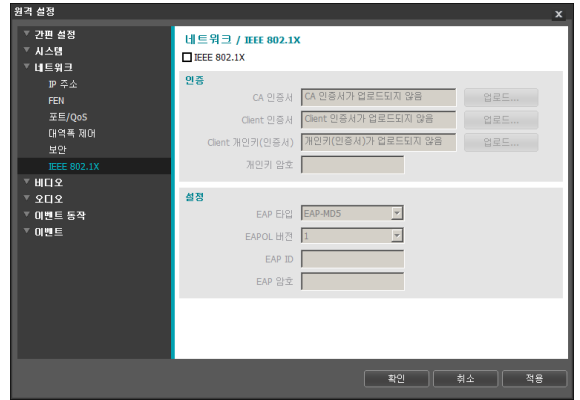 원격 설정
x
간편 설정
시스템
네트워크
IP 주소
FEN
포트/QoS
대역폭 제어
보안
IEEE 802.1X
비디오
오디오
이벤트 동작
이벤트
네트워크 / IEEE 802.1X
IEEE 802.1X
인증
CA 인증서 CA 인증서가 업로드되지 않음 업로드...
Client 인증서 Client 인증서가 업로드되지 않음 업로드...
Client 개인키(인증서) 개인키(인증서)가 업로드되지 않음 업로드...
개인키 암호
설정
EAP 타입 EAP-MD5
EAPOL 버전 1
EAP ID
EAP 암호
확인 취소 적용